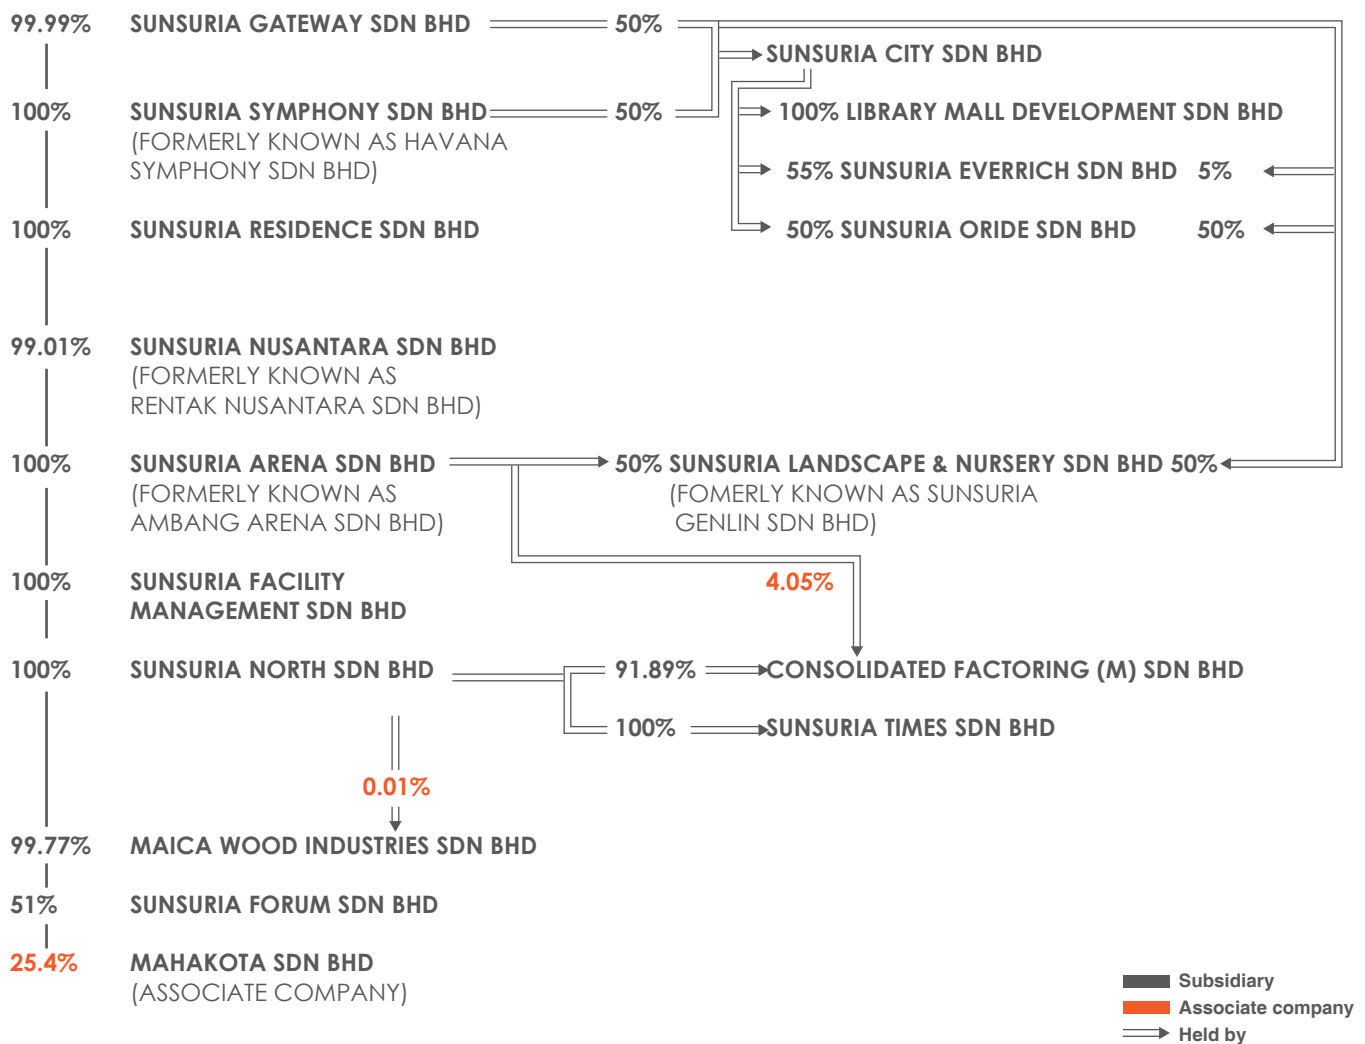 99.99% SUNSURIA GATEWAY SDN BHD 50%
SUNSURIA CITY SDN BHD
100% SUNSURIA SYMPHONY SDN BHD 50% 100% LIBRARY MALL DEVELOPMENT SDN BHD
(FORMERLY KNOWN AS HAVANA
SYMPHONY SDN BHD) 55% SUNSURIA EVERRICH SDN BHD 5%
100% SUNSURIA RESIDENCE SDN BHD 50% SUNSURIA ORIDE SDN BHD 50%
99.01% SUNSURIA NUSANTARA SDN BHD
(FORMERLY KNOWN AS
RENTAK NUSANTARA SDN BHD)
100% SUNSURIA ARENA SDN BHD 50% SUNSURIA LANDSCAPE & NURSERY SDN BHD 50%
(FORMERLY KNOWN AS (FOMERLY KNOWN AS SUNSURIA
AMBANG ARENA SDN BHD) GENLIN SDN BHD)
100% SUNSURIA FACILITY 4.05%
MANAGEMENT SDN BHD
100% SUNSURIA NORTH SDN BHD 91.89% CONSOLIDATED FACTORING (M) SDN BHD
100% SUNSURIA TIMES SDN BHD
0.01%
99.77% MAICA WOOD INDUSTRIES SDN BHD
51% SUNSURIA FORUM SDN BHD
25.4% MAHAKOTA SDN BHD
(ASSOCIATE COMPANY)
Subsidiary
Associate company
Held by